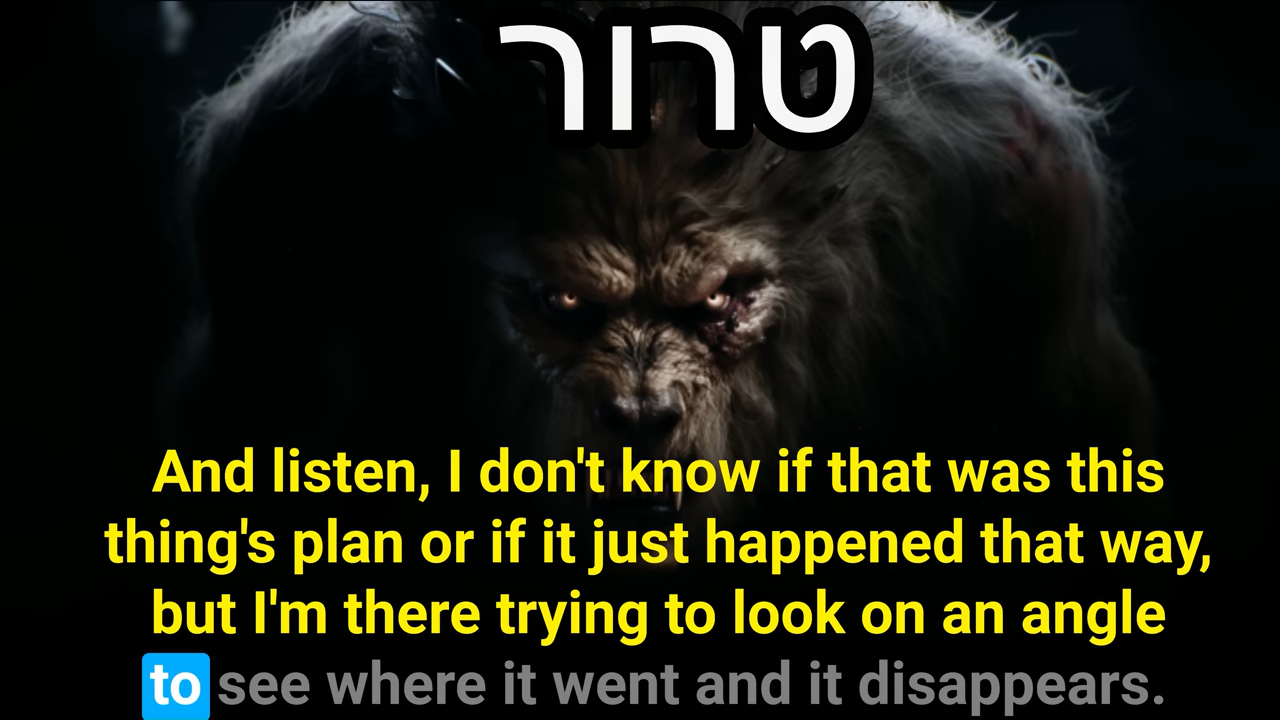 טרור
And listen, I don't know if that was this
thing's plan or if it just happened that way,
but I'm there trying to look on an angle
to see where it went and it disappears.